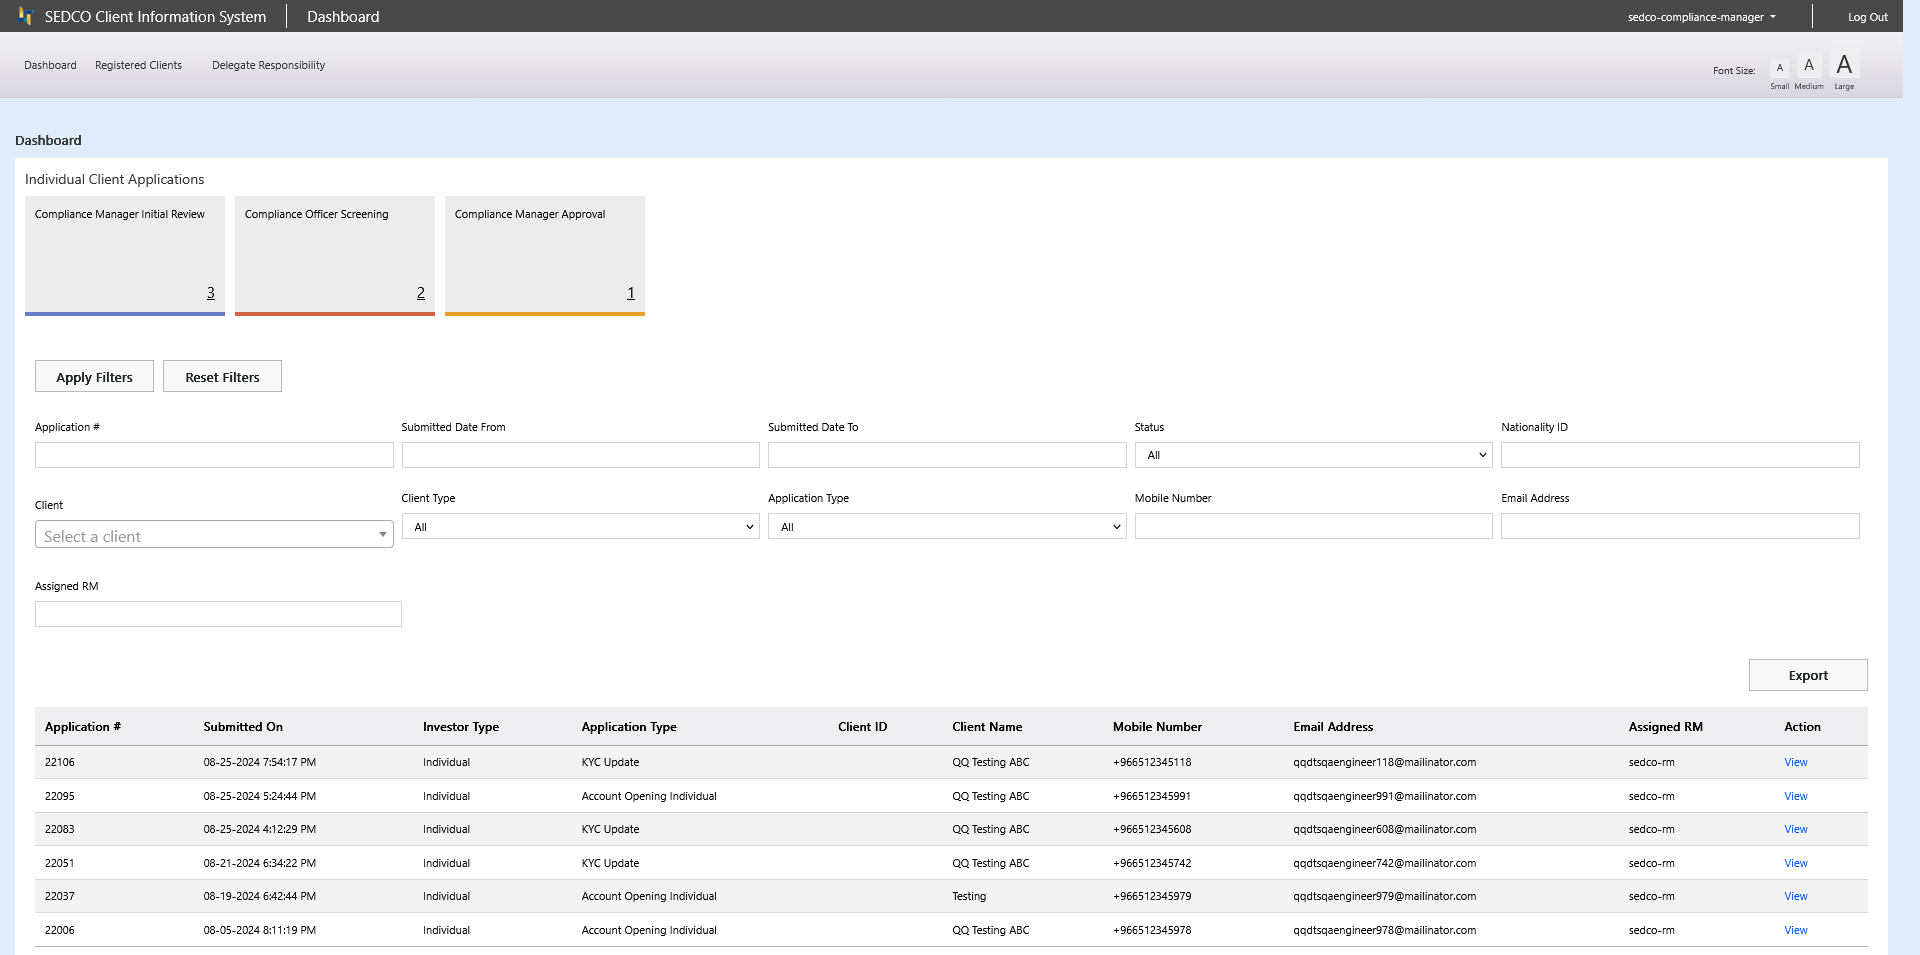 SEDCO Client Information System Dashboard sedco-compliance-manager Log Out
Dashboard Registered Clients Delegate Responsibility Font Size: A A A
Small Medium Large
Dashboard
Individual Client Applications
Compliance Manager Initial Review Compliance Officer Screening Compliance Manager Approval
3 2 1
Apply Filters Reset Filters
Application # Submitted Date From Submitted Date To Status Nationality ID
All
Client Client Type Application Type Mobile Number Email Address
Select a client All All
Assigned RM
Export
Application # Submitted On Investor Type Application Type Client ID Client Name Mobile Number Email Address Assigned RM Action
22106 08-25-2024 7:54:17 PM Individual KYC Update QQ Testing ABC +966512345118 qqdtsqaengineer118@mailinator.com sedco-rm View
22095 08-25-2024 5:24:44 PM Individual Account Opening Individual QQ Testing ABC +966512345991 qqdtsqaengineer991@mailinator.com sedco-rm View
22083 08-25-2024 4:12:29 PM Individual KYC Update QQ Testing ABC +966512345608 qqdtsqaengineer608@mailinator.com sedco-rm View
22051 08-21-2024 6:34:22 PM Individual KYC Update QQ Testing ABC +966512345742 qqdtsqaengineer742@mailinator.com sedco-rm View
22037 08-19-2024 6:42:44 PM Individual Account Opening Individual Testing +966512345979 qqdtsqaengineer979@mailinator.com sedco-rm View
22006 08-05-2024 8:11:19 PM Individual Account Opening Individual QQ Testing ABC +966512345978 qqdtsqaengineer978@mailinator.com sedco-rm View